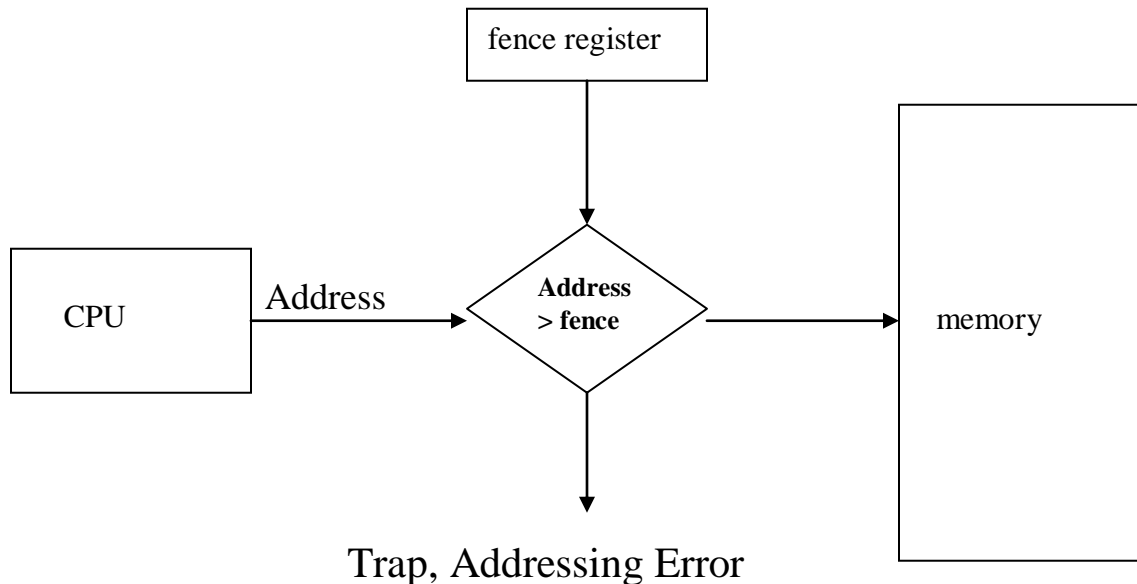 fence register
CPU
Address
Address
> fence
memory
Trap, Addressing Error